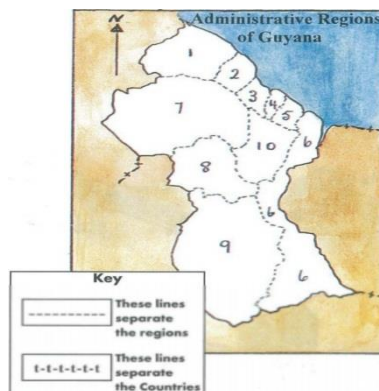 Administrative Regions
of Guyana
N
1
2
3
4
5
6
7
10
8
6
9
6
Key
These lines
separate
the regions
t-t-t-t-t-t
These lines
separate
the Countries